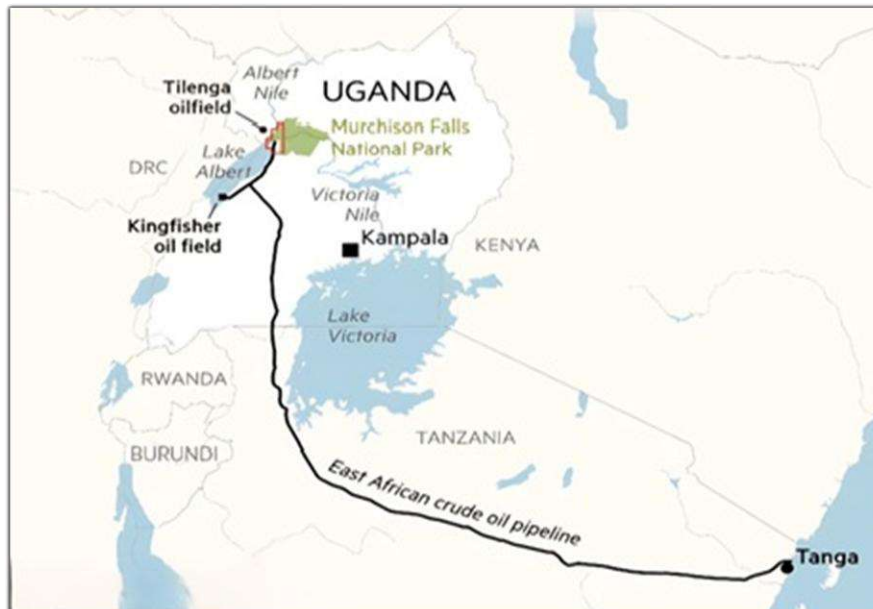 Albert
Nile
Tilenga
oilfield
UGANDA
Murchison Falls
National Park
Lake
Albert
DRC
Victoria
Nile
Kingfisher
oil field
Kampala
KENYA
Lake
Victoria
RWANDA
TANZANIA
BURUNDI
East African crude oil pipeline
Tanga